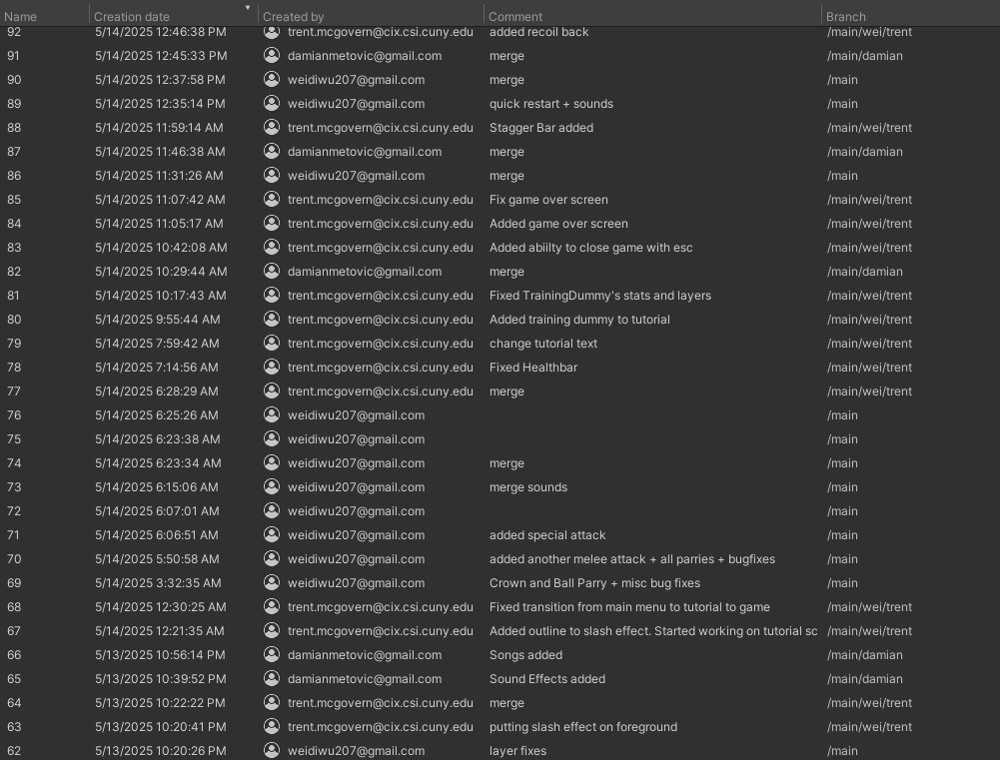 Name Creation date Created by Comment Branch
92 5/14/2025 12:46:38 PM trent.mcgovern@cix.csi.cuny.edu added recoil back /main/wei/trent
91 5/14/2025 12:45:33 PM damianmetovic@gmail.com merge /main/damian
90 5/14/2025 12:37:58 PM weidiwu207@gmail.com merge /main
89 5/14/2025 12:35:14 PM weidiwu207@gmail.com quick restart + sounds /main
88 5/14/2025 11:59:14 AM trent.mcgovern@cix.csi.cuny.edu Stagger Bar added /main/wei/trent
87 5/14/2025 11:46:38 AM damianmetovic@gmail.com merge /main/damian
86 5/14/2025 11:31:26 AM weidiwu207@gmail.com merge /main
85 5/14/2025 11:07:42 AM trent.mcgovern@cix.csi.cuny.edu Fix game over screen /main/wei/trent
84 5/14/2025 11:05:17 AM trent.mcgovern@cix.csi.cuny.edu Added game over screen /main/wei/trent
83 5/14/2025 10:42:08 AM trent.mcgovern@cix.csi.cuny.edu Added abiilty to close game with esc /main/wei/trent
82 5/14/2025 10:29:44 AM damianmetovic@gmail.com merge /main/damian
81 5/14/2025 10:17:43 AM trent.mcgovern@cix.csi.cuny.edu Fixed TrainingDummy's stats and layers /main/wei/trent
80 5/14/2025 9:55:44 AM trent.mcgovern@cix.csi.cuny.edu Added training dummy to tutorial /main/wei/trent
79 5/14/2025 7:59:42 AM trent.mcgovern@cix.csi.cuny.edu change tutorial text /main/wei/trent
78 5/14/2025 7:14:56 AM trent.mcgovern@cix.csi.cuny.edu Fixed Healthbar /main/wei/trent
77 5/14/2025 6:28:29 AM trent.mcgovern@cix.csi.cuny.edu merge /main/wei/trent
76 5/14/2025 6:25:26 AM weidiwu207@gmail.com /main
75 5/14/2025 6:23:38 AM weidiwu207@gmail.com /main
74 5/14/2025 6:23:34 AM weidiwu207@gmail.com merge /main
73 5/14/2025 6:15:06 AM weidiwu207@gmail.com merge sounds /main
72 5/14/2025 6:07:01 AM weidiwu207@gmail.com /main
71 5/14/2025 6:06:51 AM weidiwu207@gmail.com added special attack /main
70 5/14/2025 5:50:58 AM weidiwu207@gmail.com added another melee attack + all parries + bugfixes /main
69 5/14/2025 3:32:35 AM weidiwu207@gmail.com Crown and Ball Parry + misc bug fixes /main
68 5/14/2025 12:30:25 AM trent.mcgovern@cix.csi.cuny.edu Fixed transition from main menu to tutorial to game /main/wei/trent
67 5/14/2025 12:21:35 AM trent.mcgovern@cix.csi.cuny.edu Added outline to slash effect. Started working on tutorial sc /main/wei/trent
66 5/13/2025 10:56:14 PM damianmetovic@gmail.com Songs added /main/damian
65 5/13/2025 10:39:52 PM damianmetovic@gmail.com Sound Effects added /main/damian
64 5/13/2025 10:22:22 PM trent.mcgovern@cix.csi.cuny.edu merge /main/wei/trent
63 5/13/2025 10:20:41 PM trent.mcgovern@cix.csi.cuny.edu putting slash effect on foreground /main/wei/trent
62 5/13/2025 10:20:26 PM weidiwu207@gmail.com layer fixes /main